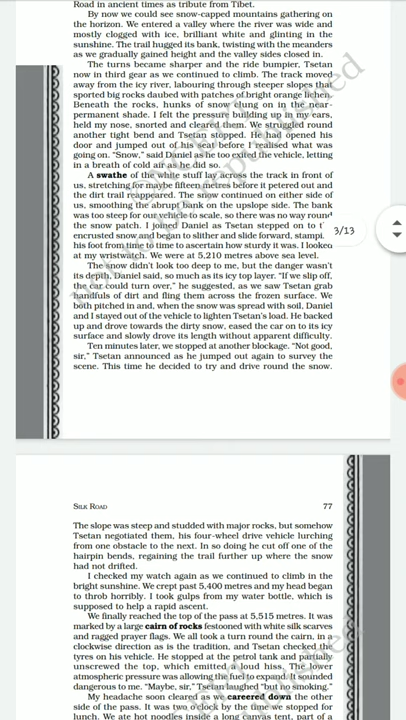 Road in ancient times as tribute from Tibet.
By now we could see snow-capped mountains gathering on
the horizon. We entered a valley where the river was wide and
mostly clogged with ice, brilliant white and glinting in the
sunshine. The trail hugged its bank, twisting with the meanders
as we gradually gained height and the valley sides closed in.
The turns became sharper and the ride bumpier, Tsetan
now in third gear as we continued to climb. The track moved
away from the icy river, labouring through steeper slopes that
sported big rocks daubed with patches of bright orange lichen.
Beneath the rocks, hunks of snow clung on in the near-
permanent shade. I felt the pressure building up in my ears,
held my nose, snorted and cleared them. We struggled round
another tight bend and Tsetan stopped. He had opened his
door and jumped out of his seat before I realised what was
going on. “Snow,” said Daniel as he too exited the vehicle, letting
in a breath of cold air as he did so.
A swathe of the white stuff lay across the track in front of
us, stretching for maybe fifteen metres before it petered out and
the dirt trail reappeared. The snow continued on either side of
us, smoothing the abrupt bank on the upslope side. The bank
was too steep for our vehicle to scale, so there was no way round
the snow patch. I joined Daniel as Tsetan stepped on to t
encrusted snow and began to slither and slide forward, stampi
his foot from time to time to ascertain how sturdy it was. I looked
at my wristwatch. We were at 5,210 metres above sea level.
3/13
The snow didn't look too deep to me, but the danger wasn't
its depth, Daniel said, so much as its icy top layer. “If we slip off,
the car could turn over,” he suggested, as we saw Tsetan grab
handfuls of dirt and fling them across the frozen surface. We
both pitched in and, when the snow was spread with soil, Daniel
and I stayed out of the vehicle to lighten Tsetan's load. He backed
up and drove towards the dirty snow, eased the car on to its icy
surface and slowly drove its length without apparent difficulty.
Ten minutes later, we stopped at another blockage. “Not good,
sir,” Tsetan announced as he jumped out again to survey the
scene. This time he decided to try and drive round the snow.
SILK ROAD 77
The slope was steep and studded with major rocks, but somehow
Tsetan negotiated them, his four-wheel drive vehicle lurching
from one obstacle to the next. In so doing he cut off one of the
hairpin bends, regaining the trail further up where the snow
had not drifted.
I checked my watch again as we continued to climb in the
bright sunshine. We crept past 5,400 metres and my head began
to throb horribly. I took gulps from my water bottle, which is
supposed to help a rapid ascent.
We finally reached the top of the pass at 5,515 metres. It was
marked by a large cairn of rocks festooned with white silk scarves
and ragged prayer flags. We all took a turn round the cairn, in a
clockwise direction as is the tradition, and Tsetan checked the
tyres on his vehicle. He stopped at the petrol tank and partially
unscrewed the top, which emitted a loud hiss. The lower
atmospheric pressure was allowing the fuel to expand. It sounded
dangerous to me. “Maybe, sir,” Tsetan laughed “but no smoking.”
My headache soon cleared as we careered down the other
side of the pass. It was two o'clock by the time we stopped for
lunch. We ate hot noodles inside a long canvas tent, part of a